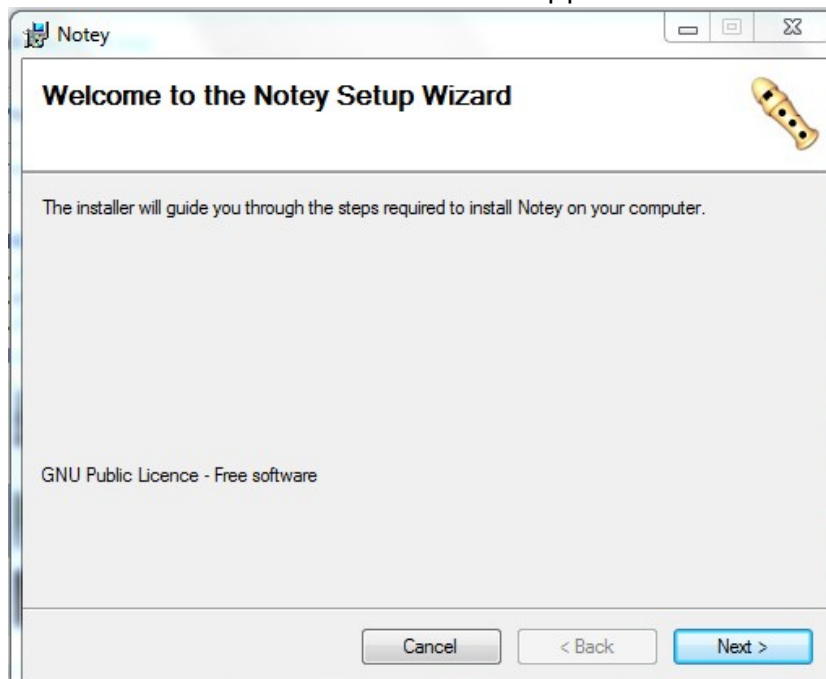 Notey
Welcome to the Notey Setup Wizard
The installer will guide you through the steps required to install Notey on your computer.
GNU Public Licence - Free software
Cancel
< Back
Next >